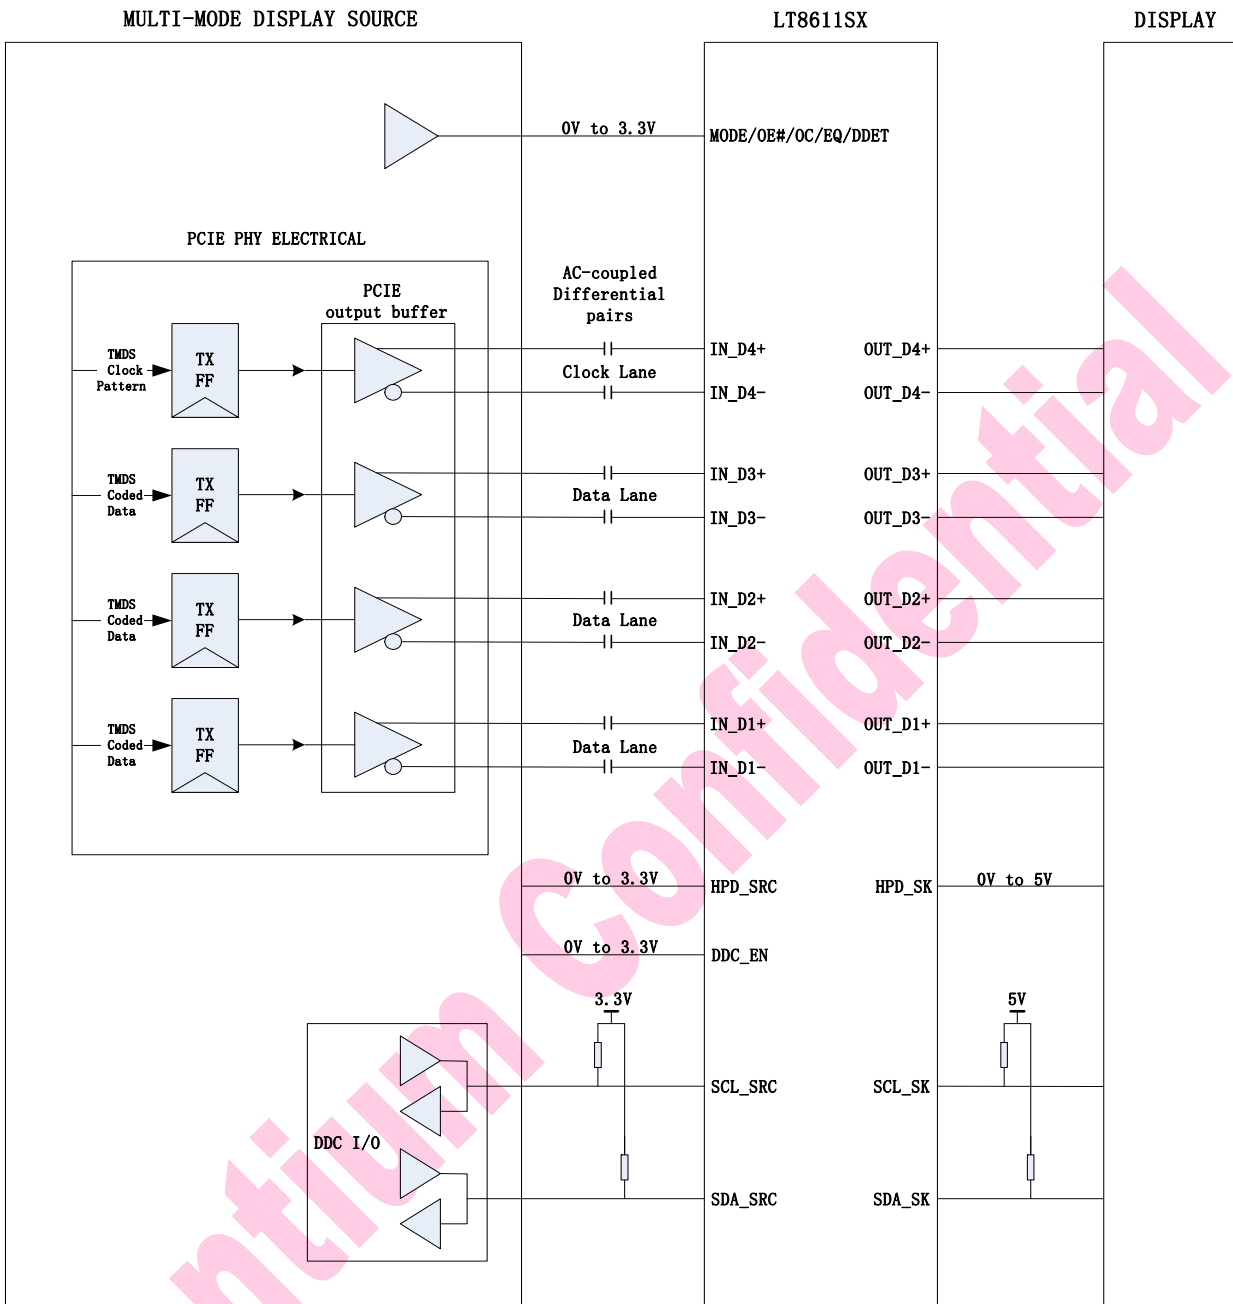 MULTI-MODE DISPLAY SOURCE
LT8611SX
DISPLAY
0V to 3.3V
MODE/OE#/OC/EQ/DDET
PCIE PHY ELECTRICAL
PCIE
output buffer
AC-coupled
Differential
pairs
TMDS
Clock
Pattern
TX
FF
Clock Lane
IN_D4+
IN_D4-
OUT_D4+
OUT_D4-
TMDS
Coded
Data
TX
FF
Data Lane
IN_D3+
IN_D3-
OUT_D3+
OUT_D3-
TMDS
Coded
Data
TX
FF
Data Lane
IN_D2+
IN_D2-
OUT_D2+
OUT_D2-
TMDS
Coded
Data
TX
FF
Data Lane
IN_D1+
IN_D1-
OUT_D1+
OUT_D1-
0V to 3.3V
HPD_SRC
HPD_SK
0V to 5V
0V to 3.3V
DDC_EN
3.3V
5V
SCL_SRC
SCL_SK
DDC I/O
SDA_SRC
SDA_SK
ntium Confidential